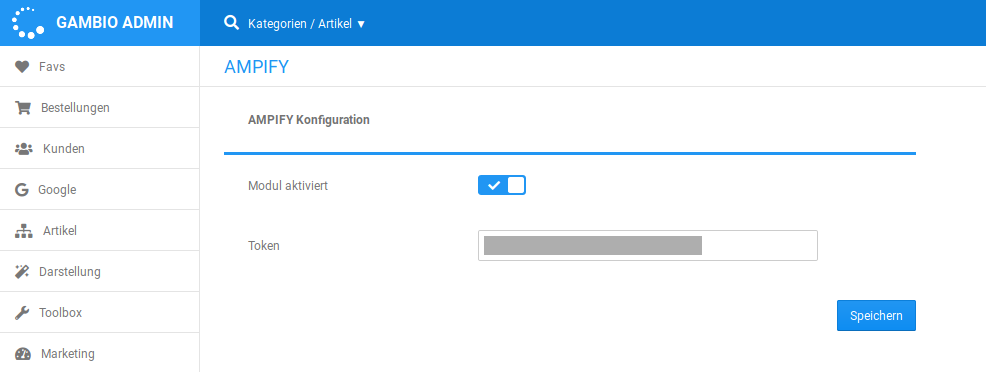 GAMBIO ADMIN
Kategorien / Artikel ▼
Favs
Bestellungen
Kunden
Google
Artikel
Darstellung
Toolbox
Marketing
AMPIFY
AMPIFY Konfiguration
Modul aktiviert
Token
Speichern